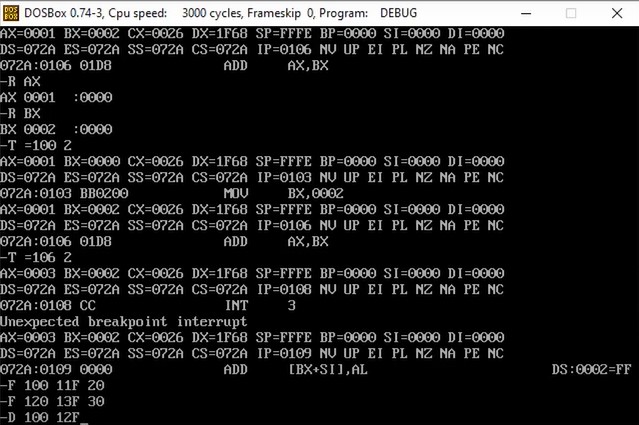 DOSBox 0.74-3, Cpu speed: 3000 cycles, Frameskip 0, Program: DEBUG
AX=0001 BX=0002 CX=0026 DX=1F68 SP=FFFE BP=0000 SI=0000 DI=0000
DS=072A ES=072A SS=072A CS=072A IP=0106 NV UP EI PL NZ NA PE NC
072A:0106 01D8 ADD AX,BX
-R AX
AX 0001 :0000
-R BX
BX 0002 :0000
-T =100 2
AX=0001 BX=0000 CX=0026 DX=1F68 SP=FFFE BP=0000 SI=0000 DI=0000
DS=072A ES=072A SS=072A CS=072A IP=0103 NV UP EI PL NZ NA PE NC
072A:0103 BB0200 MOV BX,0002
AX=0001 BX=0002 CX=0026 DX=1F68 SP=FFFE BP=0000 SI=0000 DI=0000
DS=072A ES=072A SS=072A CS=072A IP=0106 NV UP EI PL NZ NA PE NC
072A:0106 01D8 ADD AX,BX
-T =106 2
AX=0003 BX=0002 CX=0026 DX=1F68 SP=FFFE BP=0000 SI=0000 DI=0000
DS=072A ES=072A SS=072A CS=072A IP=0108 NV UP EI PL NZ NA PE NC
072A:0108 CC INT 3
Unexpected breakpoint interrupt
AX=0003 BX=0002 CX=0026 DX=1F68 SP=FFFE BP=0000 SI=0000 DI=0000
DS=072A ES=072A SS=072A CS=072A IP=0109 NV UP EI PL NZ NA PE NC
072A:0109 0000 ADD [BX+SI],AL DS:0002=FF
-F 100 11F 20
-F 120 13F 30
-D 100 12F